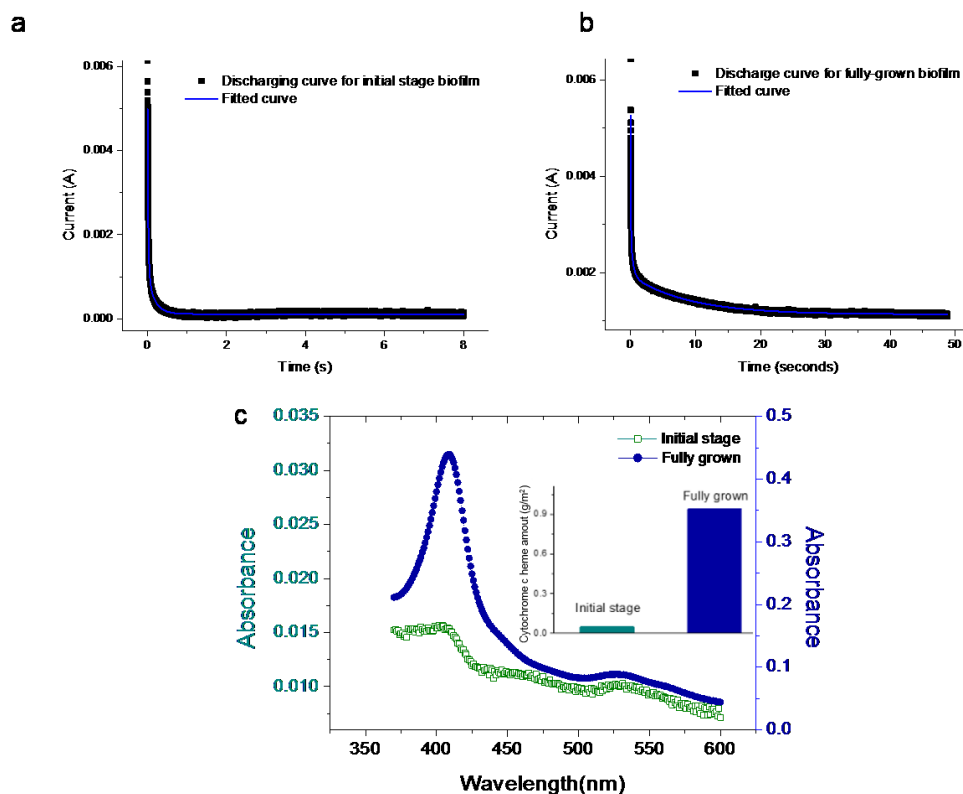 a
0.006
0.004
0.002
0.000
Current (A)
Discharging curve for initial stage biofilm
Fitted curve
0 2 4 6 8
Time (s)
b
0.006
0.004
0.002
Current (A)
Discharge curve for fully-grown biofilm
Fitted curve
0 10 20 30 40 50
Time (seconds)
c
0.035
0.030
0.025
0.020
0.015
0.010
Absorbance
Initial stage
Fully grown
0.5
0.4
0.3
0.2
0.1
0.0
Absorbance
Cytochrome c heme amout (g/m²)
0.9
0.6
0.3
0.0
Fully grown
Initial stage
350 400 450 500 550 600
Wavelength(nm)